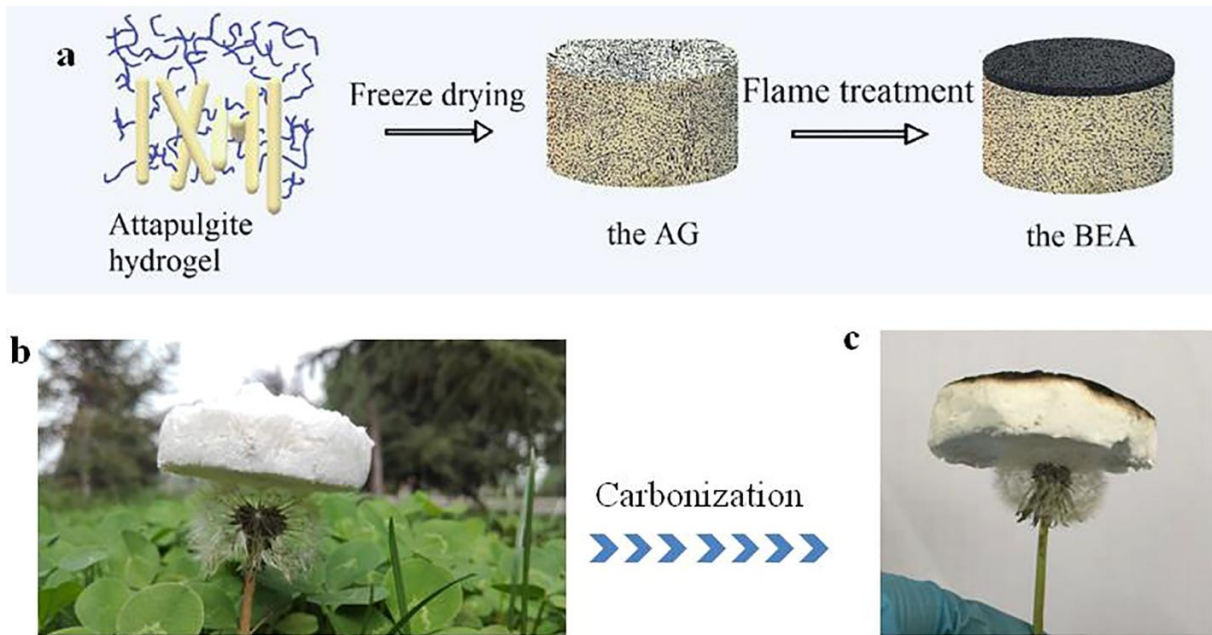 a
Freeze drying
Flame treatment
Attapulgite
hydrogel
the AG
the BEA
b
c
Carbonization